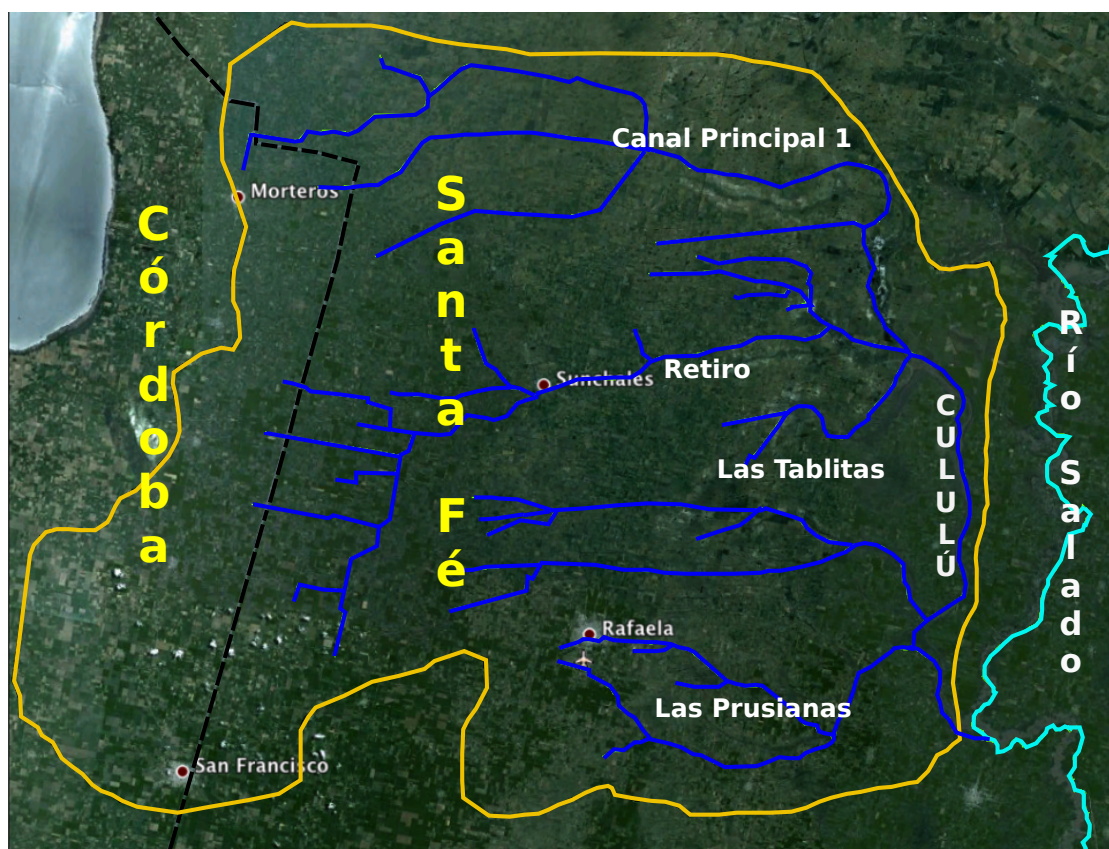 Canal Principal 1
Morteros
Córdoba
Santa
Fé
Sunchales
Retiro
Las Tablitas
CULULÚ
Río
Salado
Rafaela
Las Prusianas
San Francisco